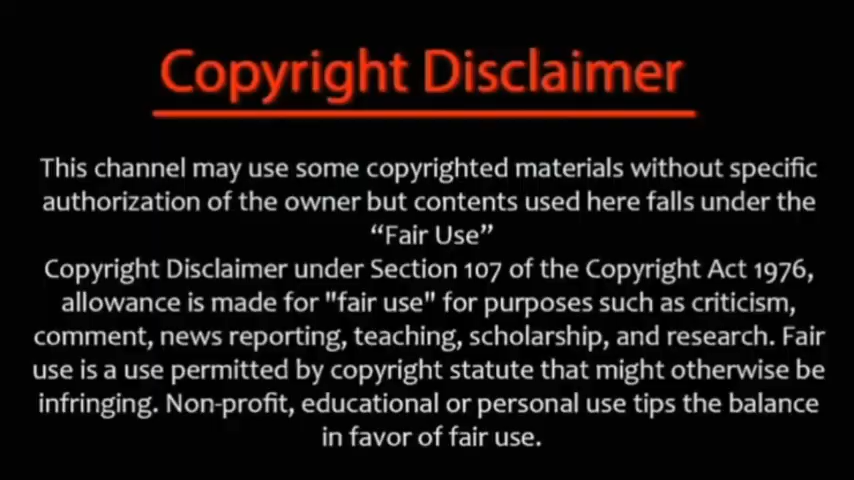 Copyright Disclaimer
This channel may use some copyrighted materials without specific
authorization of the owner but contents used here falls under the
“Fair Use”
Copyright Disclaimer under Section 107 of the Copyright Act 1976,
allowance is made for "fair use" for purposes such as criticism,
comment, news reporting, teaching, scholarship, and research. Fair
use is a use permitted by copyright statute that might otherwise be
infringing. Non-profit, educational or personal use tips the balance
in favor of fair use.